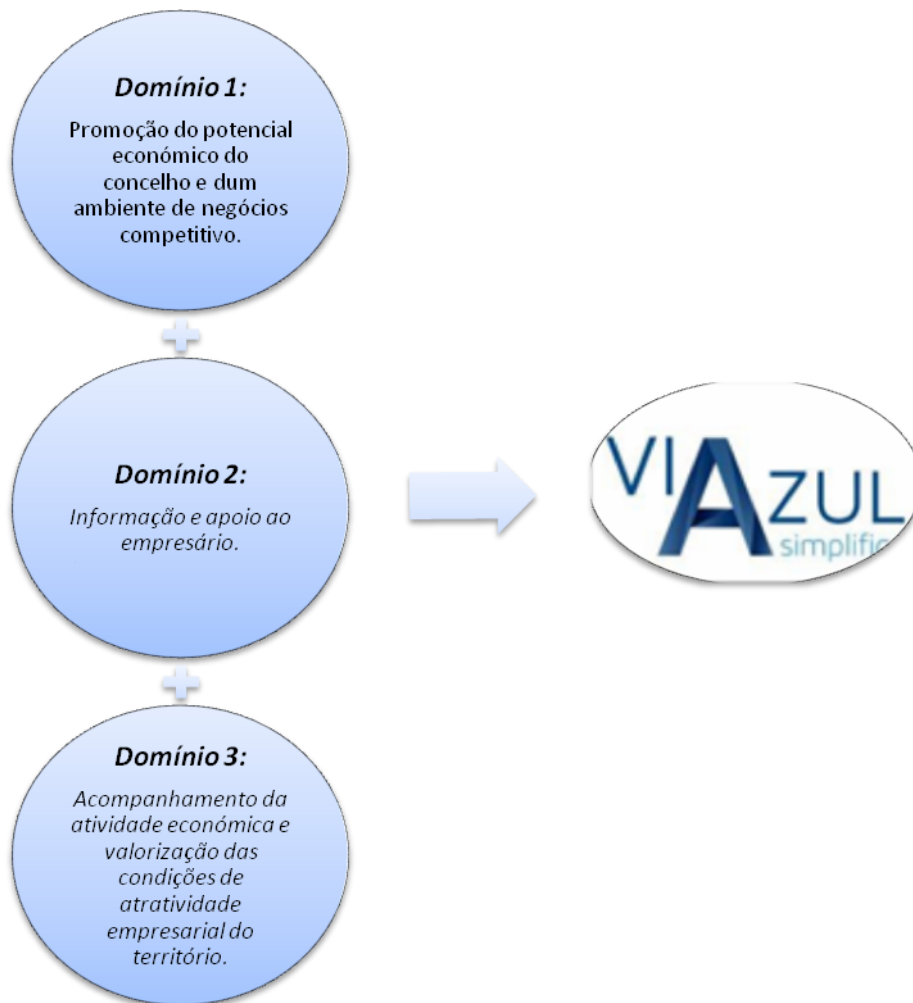 Domínio 1:
Promoção do potencial
económico do
concelho e dum
ambiente de negócios
competitivo.
Domínio 2:
Informação e apoio ao
empresário.
Domínio 3:
Acompanhamento da
atividade económica e
valorização das
condições de
atratividade
empresarial do
território.
VIAZUL
simplific